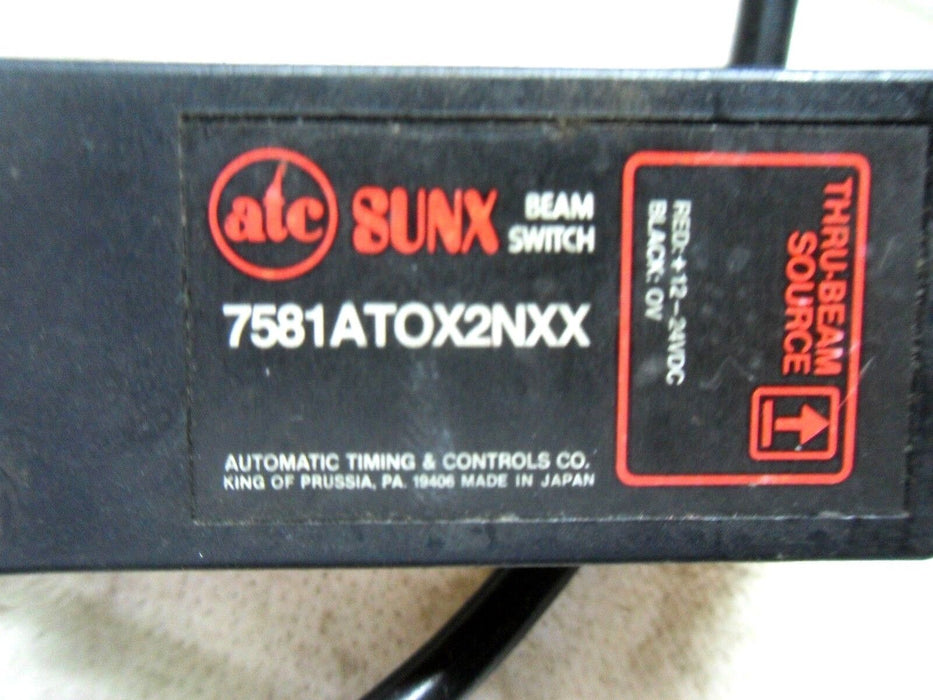 atc SUNX BEAM SWITCH
7581ATOX2NXX
AUTOMATIC TIMING & CONTROLS CO.
KING OF PRUSSIA, PA. 19406 MADE IN JAPAN
THRU-BEAM
SOURCE
RED:+12-24VDC
BLACK: 0V